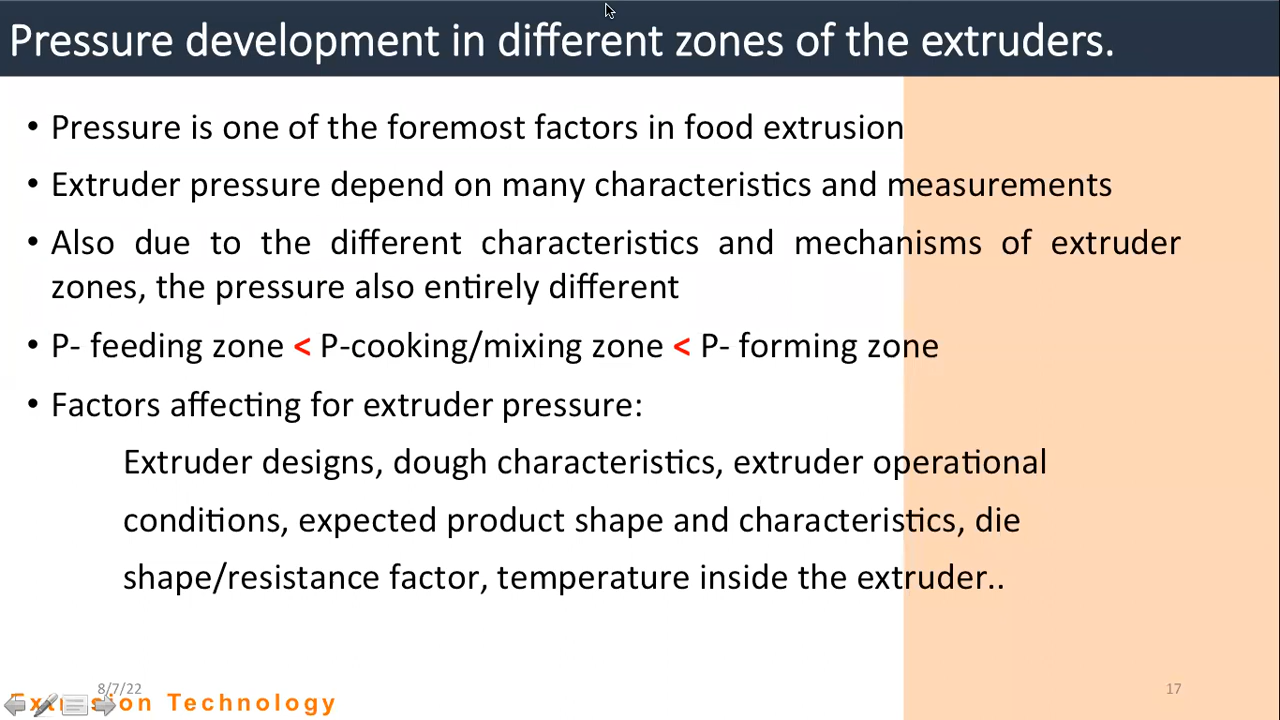 Pressure development in different zones of the extruders.
• Pressure is one of the foremost factors in food extrusion
• Extruder pressure depend on many characteristics and measurements
• Also due to the different characteristics and mechanisms of extruder
zones, the pressure also entirely different
• P- feeding zone < P-cooking/mixing zone < P- forming zone
• Factors affecting for extruder pressure:
Extruder designs, dough characteristics, extruder operational
conditions, expected product shape and characteristics, die
shape/resistance factor, temperature inside the extruder..
8/7/22
17
Extrusion Technology